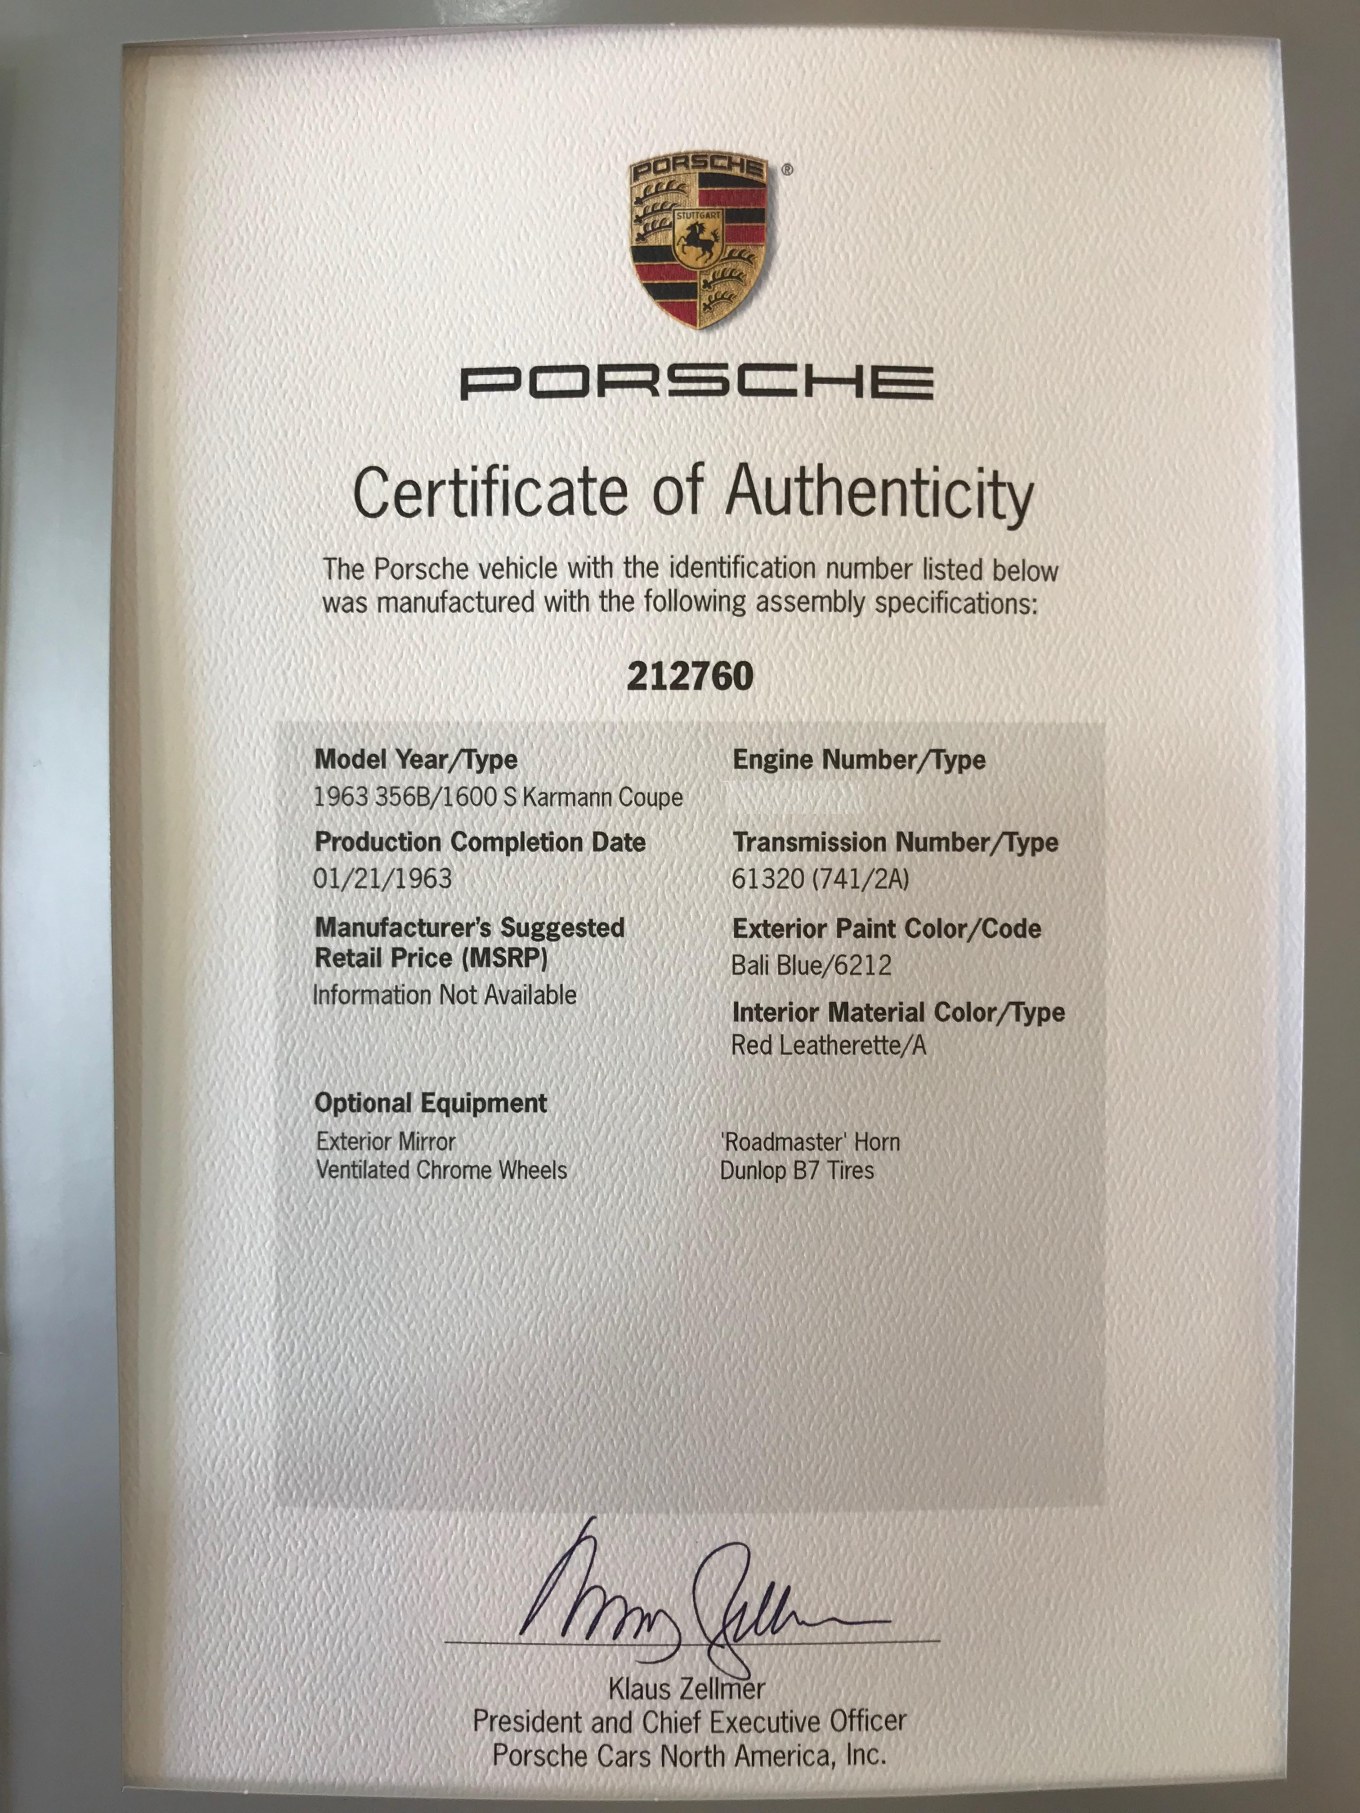 PORSCHE
®
STUTTGART
PORSCHE
Certificate of Authenticity
The Porsche vehicle with the identification number listed below
was manufactured with the following assembly specifications:
212760
Model Year/Type
1963 356B/1600 S Karmann Coupe
Engine Number/Type
Production Completion Date
01/21/1963
Transmission Number/Type
61320 (741/2A)
Manufacturer's Suggested
Retail Price (MSRP)
Information Not Available
Exterior Paint Color/Code
Bali Blue/6212
Interior Material Color/Type
Red Leatherette/A
Optional Equipment
Exterior Mirror
Ventilated Chrome Wheels
'Roadmaster' Horn
Dunlop B7 Tires
Klaus Zellmer
President and Chief Executive Officer
Porsche Cars North America, Inc.